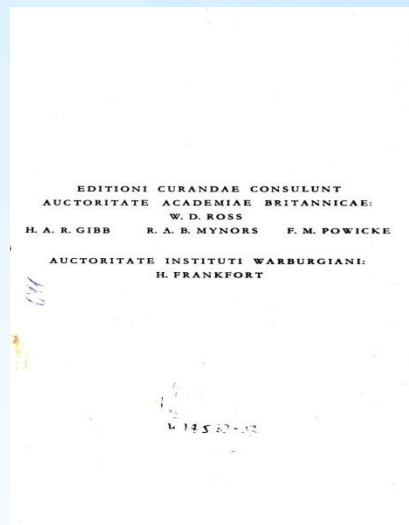 EDITIONI CURANDAE CONSULUNT
AUCTORITATE ACADEMIAE BRITANNICAE:
W. D. ROSS
H. A. R. GIBB R. A. B. MYNORS F. M. POWICKE
AUCTORITATE INSTITUTI WARBURGIANI:
H. FRANKFORT